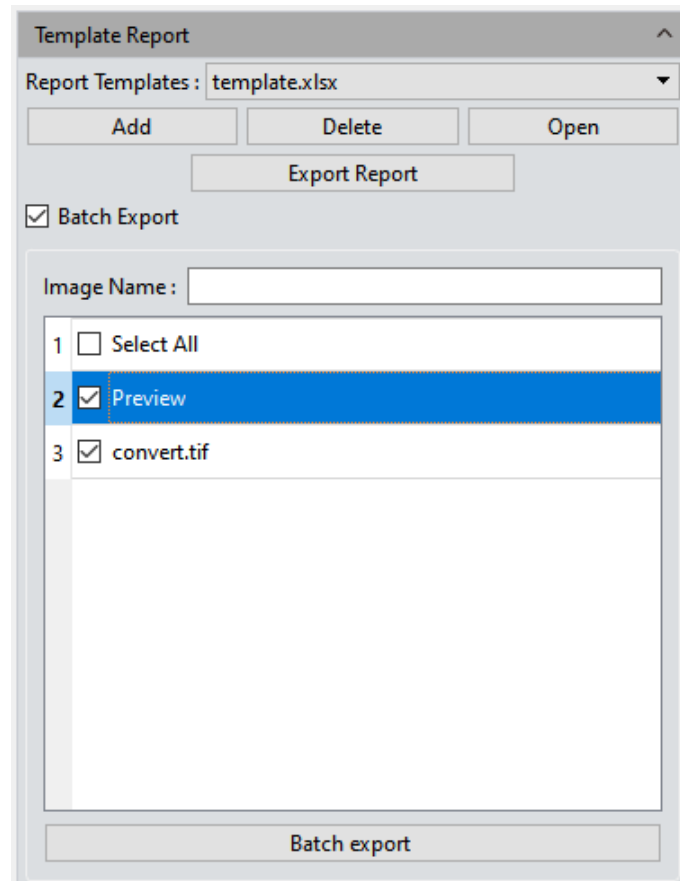 Template Report
Report Templates : template.xlsx
Add Delete Open
Export Report
Batch Export
Image Name :
1 Select All
2 Preview
3 convert.tif
Batch export